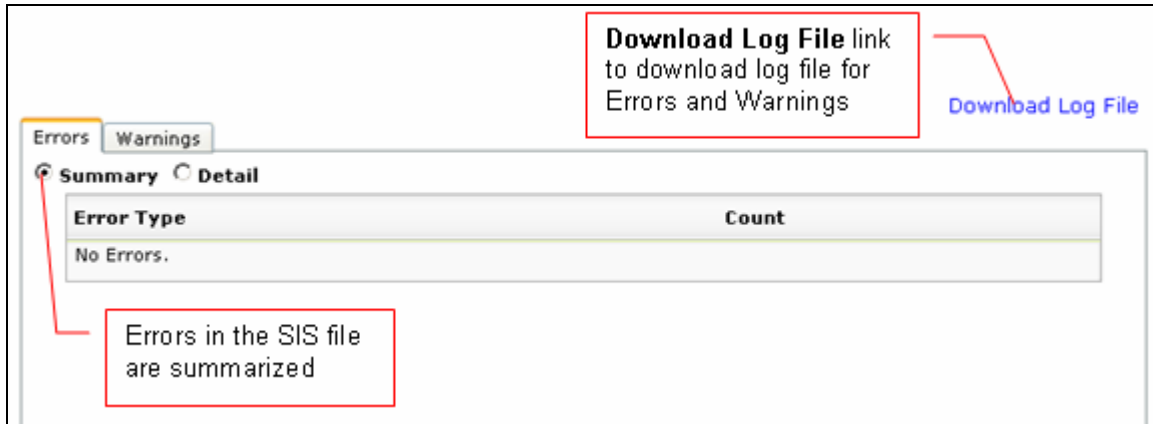 Download Log File link
to download log file for
Errors and Warnings
Download Log File
Errors Warnings
Summary Detail
Error Type Count
No Errors.
Errors in the SIS file
are summarized